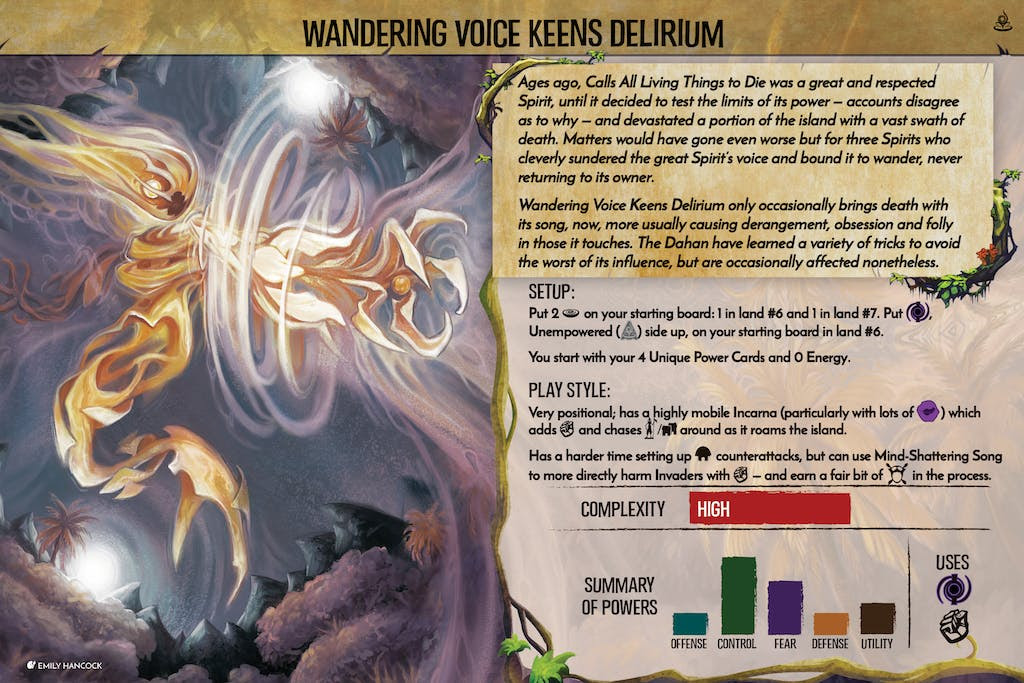 WANDERING VOICE KEENS DELIRIUM
Ages ago, Calls All Living Things to Die was a great and respected
Spirit, until it decided to test the limits of its power – accounts disagree
as to why – and devastated a portion of the island with a vast swath of
death. Matters would have gone even worse but for three Spirits who
cleverly sundered the great Spirit's voice and bound it to wander, never
returning to its owner.
Wandering Voice Keens Delirium only occasionally brings death with
its song, now, more usually causing derangement, obsession and folly
in those it touches. The Dahan have learned a variety of tricks to avoid
the worst of its influence, but are occasionally affected nonetheless.
SETUP:
Put 2 on your starting board: 1 in land #6 and 1 in land #7. Put ( ),
Unempowered ( ) side up, on your starting board in land #6.
You start with your 4 Unique Power Cards and 0 Energy.
PLAY STYLE:
Very positional; has a highly mobile Incarna (particularly with lots of ) which
adds and chases / around as it roams the island.
Has a harder time setting up counterattacks, but can use Mind-Shattering Song
to more directly harm Invaders with – and earn a fair bit of in the process.
COMPLEXITY HIGH
SUMMARY
OF POWERS
OFFENSE CONTROL FEAR DEFENSE UTILITY
USES
EMILY HANCOCK